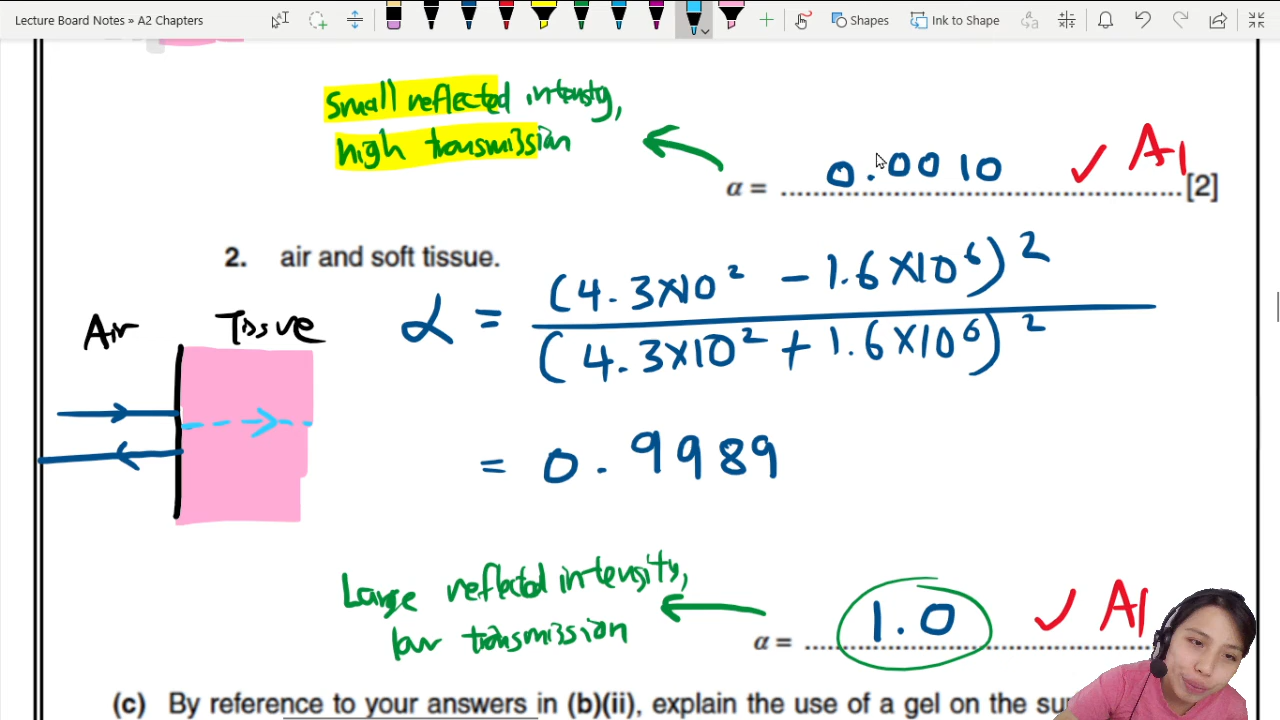 Lecture Board Notes » A2 Chapters
Shapes
Ink to Shape
Small reflected intensity,
high transmission
α = 0.0010 ✓ A1
[2]
2. air and soft tissue.
α = (4.3×10² − 1.6×10⁶)²
(4.3×10² + 1.6×10⁶)²
Air Tissue
= 0.9989
Large reflected intensity,
low transmission
α = 1.0 ✓ A1
(c) By reference to your answers in (b)(ii), explain the use of a gel on the